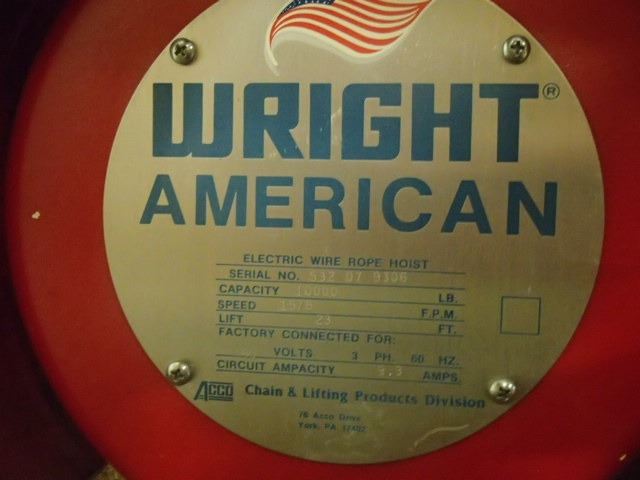 WRIGHT®
AMERICAN
ELECTRIC WIRE ROPE HOIST
SERIAL NO. 532 07 9306
CAPACITY 10000 LB.
SPEED F.P.M.
LIFT 23 FT.
FACTORY CONNECTED FOR:
VOLTS 3 PH. 60 HZ.
CIRCUIT AMPACITY AMPS.
ACCO Chain & Lifting Products Division
76 Acco Drive
York, PA 17402